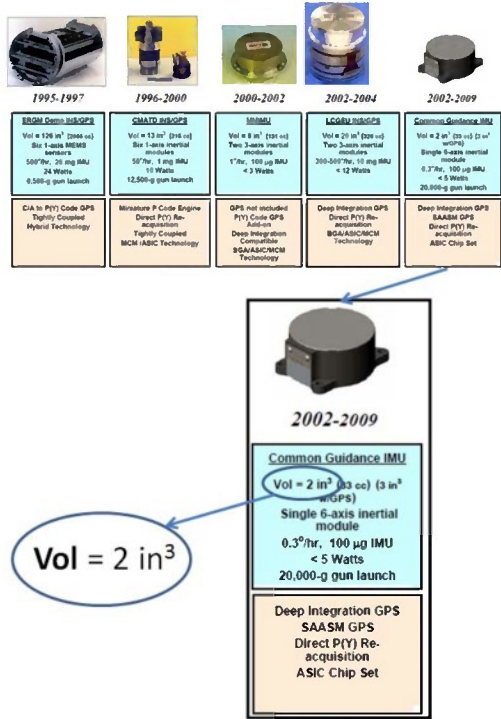 1995-1997
ERGM Demo INS/GPS
Vol = 126 in³ (2066 cc)
Six 1-axis MEMS
sensors
500°/hr, 20 mg IMU
24 Watts
6,500-g gun launch
C/A to P(Y) Code GPS
Tightly Coupled
Hybrid Technology
1996-2000
CMATD INS/GPS
Vol = 13 in³ (216 cc)
Six 1-axis inertial
modules
50°/hr, 1 mg IMU
10 Watts
12,500-g gun launch
Miniature P Code Engine
Direct P(Y) Re-
acquisition
Tightly Coupled
MCM /ASIC Technology
2000-2002
MMIMU
Vol = 8 in³ (131 cc)
Two 3-axis inertial
modules
1°/hr, 100 µg IMU
< 3 Watts
GPS not included
P(Y) Code GPS
Add-on
Deep Integration
Compatible
BGA/ASIC/MCM
Technology
2002-2004
LCGEU INS/GPS
Vol = 20 in³ (328 cc)
Two 3-axis inertial
modules
300-500°/hr, 10 mg IMU
< 12 Watts
Deep Integration GPS
Direct P(Y) Re-
acquisition
BGA/ASIC/MCM
Technology
2002-2009
Common Guidance IMU
Vol = 2 in³ (33 cc) (3 in³
w/GPS)
Single 6-axis inertial
module
0.3°/hr, 100 µg IMU
< 5 Watts
20,000-g gun launch
Deep Integration GPS
SAASM GPS
Direct P(Y) Re-
acquisition
ASIC Chip Set
2002-2009
Common Guidance IMU
Vol = 2 in³ (33 cc) (3 in³
w/GPS)
Single 6-axis inertial
module
0.3°/hr, 100 µg IMU
< 5 Watts
20,000-g gun launch
Deep Integration GPS
SAASM GPS
Direct P(Y) Re-
acquisition
ASIC Chip Set
Vol = 2 in³